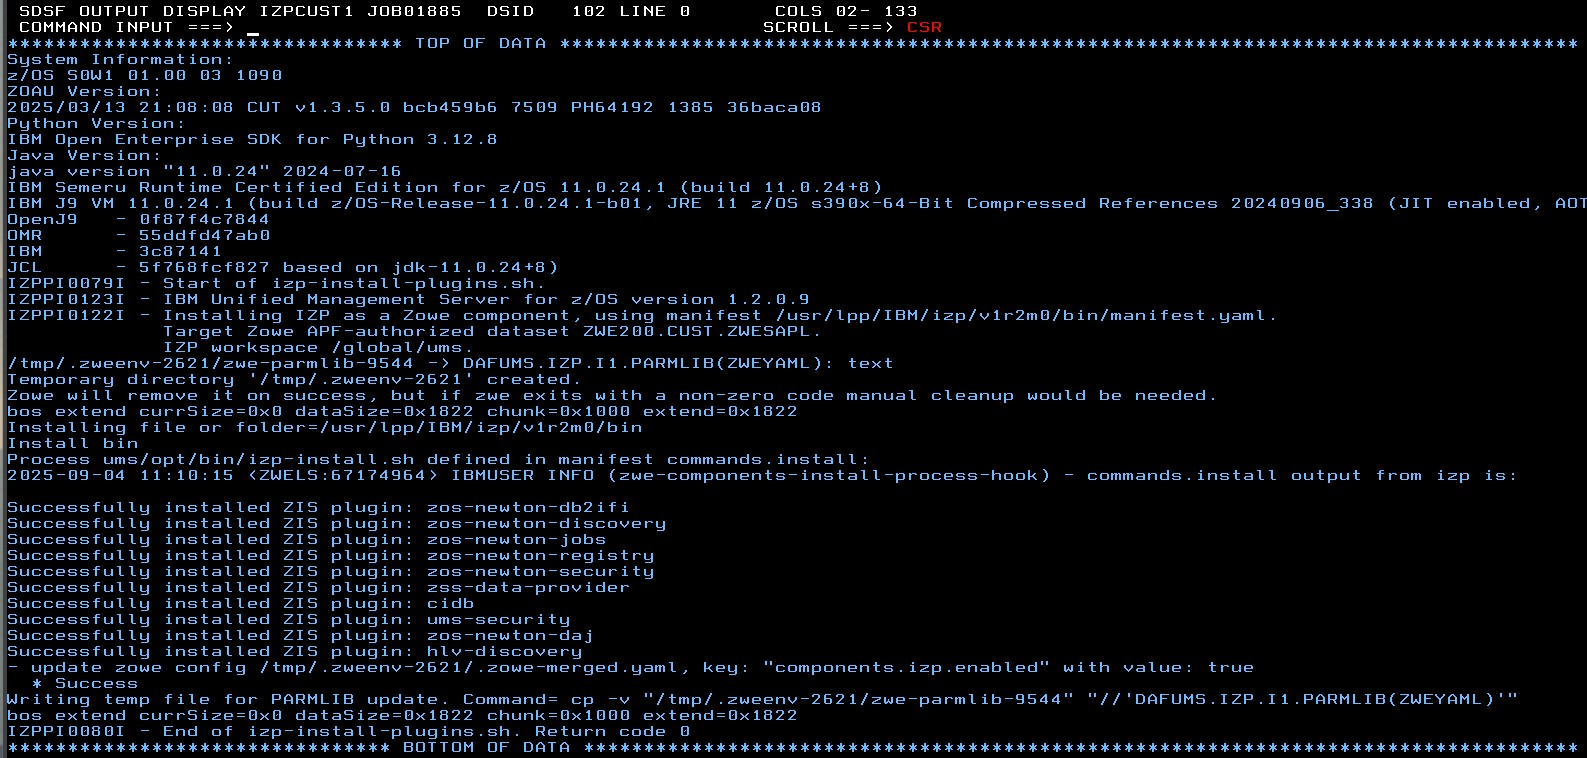 SDSF OUTPUT DISPLAY IZPCUST1 JOB01885  DSID   102 LINE 0       COLS 02- 133
COMMAND INPUT ===> _                                            SCROLL ===> CSR
********************************* TOP OF DATA **************************************************************************************
System Information:
z/OS S0W1 01.00 03 1090
ZOAU Version:
2025/03/13 21:08:08 CUT v1.3.5.0 bcb459b6 7509 PH64192 1385 36baca08
Python Version:
IBM Open Enterprise SDK for Python 3.12.8
Java Version:
java version "11.0.24" 2024-07-16
IBM Semeru Runtime Certified Edition for z/OS 11.0.24.1 (build 11.0.24+8)
IBM J9 VM 11.0.24.1 (build z/OS-Release-11.0.24.1-b01, JRE 11 z/OS s390x-64-Bit Compressed References 20240906_338 (JIT enabled, AOT
OpenJ9   - 0f87f4c7844
OMR      - 55ddfd47ab0
IBM      - 3c87141
JCL      - 5f768fcf827 based on jdk-11.0.24+8)
IZPPI0079I - Start of izp-install-plugins.sh.
IZPPI0123I - IBM Unified Management Server for z/OS version 1.2.0.9
IZPPI0122I - Installing IZP as a Zowe component, using manifest /usr/lpp/IBM/izp/v1r2m0/bin/manifest.yaml.
             Target Zowe APF-authorized dataset ZWE200.CUST.ZWESAPL.
             IZP workspace /global/ums.
/tmp/.zweenv-2621/zwe-parmlib-9544 -> DAFUMS.IZP.I1.PARMLIB(ZWEYAML): text
Temporary directory '/tmp/.zweenv-2621' created.
Zowe will remove it on success, but if zwe exits with a non-zero code manual cleanup would be needed.
bos extend currSize=0x0 dataSize=0x1822 chunk=0x1000 extend=0x1822
Installing file or folder=/usr/lpp/IBM/izp/v1r2m0/bin
Install bin
Process ums/opt/bin/izp-install.sh defined in manifest commands.install:
2025-09-04 11:10:15 <ZWELS:67174964> IBMUSER INFO (zwe-components-install-process-hook) - commands.install output from izp is:

Successfully installed ZIS plugin: zos-newton-db2ifi
Successfully installed ZIS plugin: zos-newton-discovery
Successfully installed ZIS plugin: zos-newton-jobs
Successfully installed ZIS plugin: zos-newton-registry
Successfully installed ZIS plugin: zos-newton-security
Successfully installed ZIS plugin: zss-data-provider
Successfully installed ZIS plugin: cidb
Successfully installed ZIS plugin: ums-security
Successfully installed ZIS plugin: zos-newton-daj
Successfully installed ZIS plugin: hlv-discovery
- update zowe config /tmp/.zweenv-2621/.zowe-merged.yaml, key: "components.izp.enabled" with value: true
  * Success
Writing temp file for PARMLIB update. Command= cp -v "/tmp/.zweenv-2621/zwe-parmlib-9544" "//'DAFUMS.IZP.I1.PARMLIB(ZWEYAML)'"
bos extend currSize=0x0 dataSize=0x1822 chunk=0x1000 extend=0x1822
IZPPI0080I - End of izp-install-plugins.sh. Return code 0
******************************** BOTTOM OF DATA ************************************************************************************